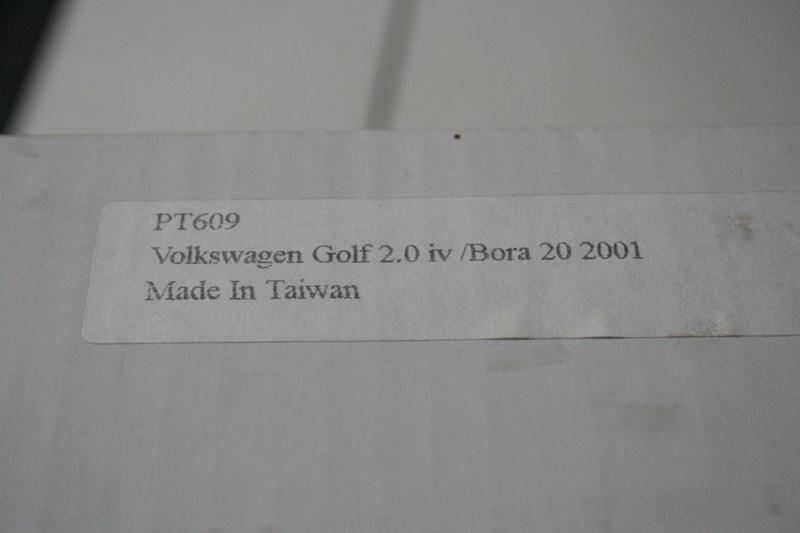 PT609
Volkswagen Golf 2.0 iv /Bora 20 2001
Made In Taiwan